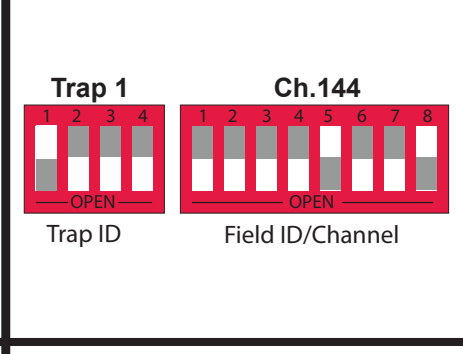 Trap 1
1 2 3 4
OPEN
Trap ID
Ch.144
1 2 3 4 5 6 7 8
OPEN
Field ID/Channel